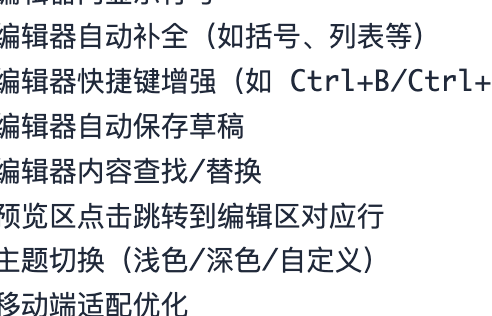 编辑器自动补全（如括号、列表等）
编辑器快捷键增强（如 Ctrl+B/Ctrl+
编辑器自动保存草稿
编辑器内容查找/替换
预览区点击跳转到编辑区对应行
主题切换（浅色/深色/自定义）
移动端适配优化